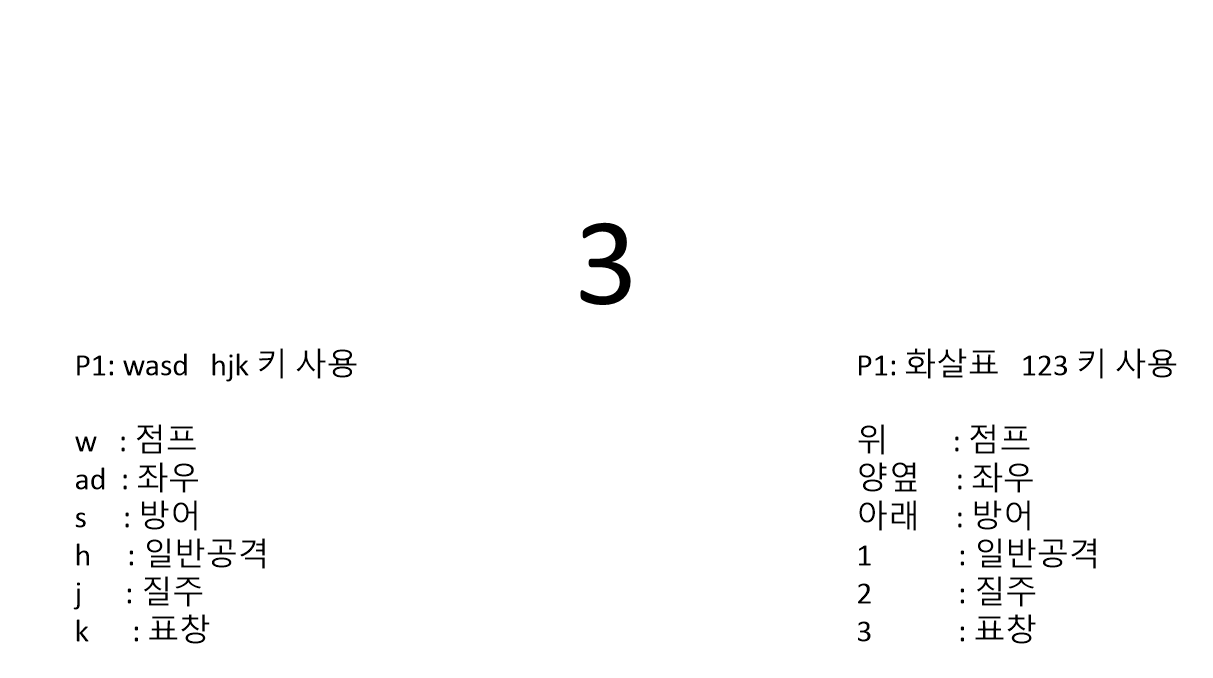 3
P1: wasd hjk 키 사용
w : 점프
ad : 좌우
s : 방어
h : 일반공격
j : 질주
k : 표창
P1: 화살표 123 키 사용
위 : 점프
양옆 : 좌우
아래 : 방어
1 : 일반공격
2 : 질주
3 : 표창